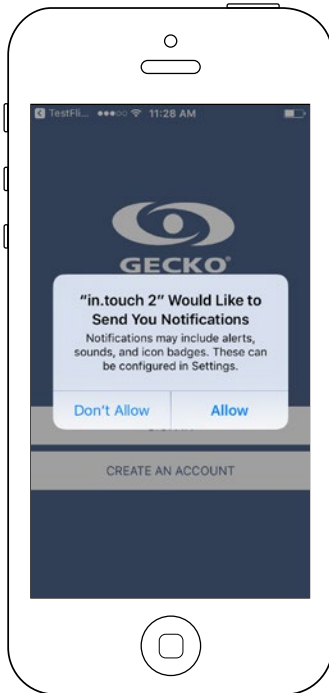 TestFli... 11:28 AM
GECKO®
"in.touch 2" Would Like to
Send You Notifications
Notifications may include alerts,
sounds, and icon badges. These can
be configured in Settings.
Don't Allow Allow
CREATE AN ACCOUNT